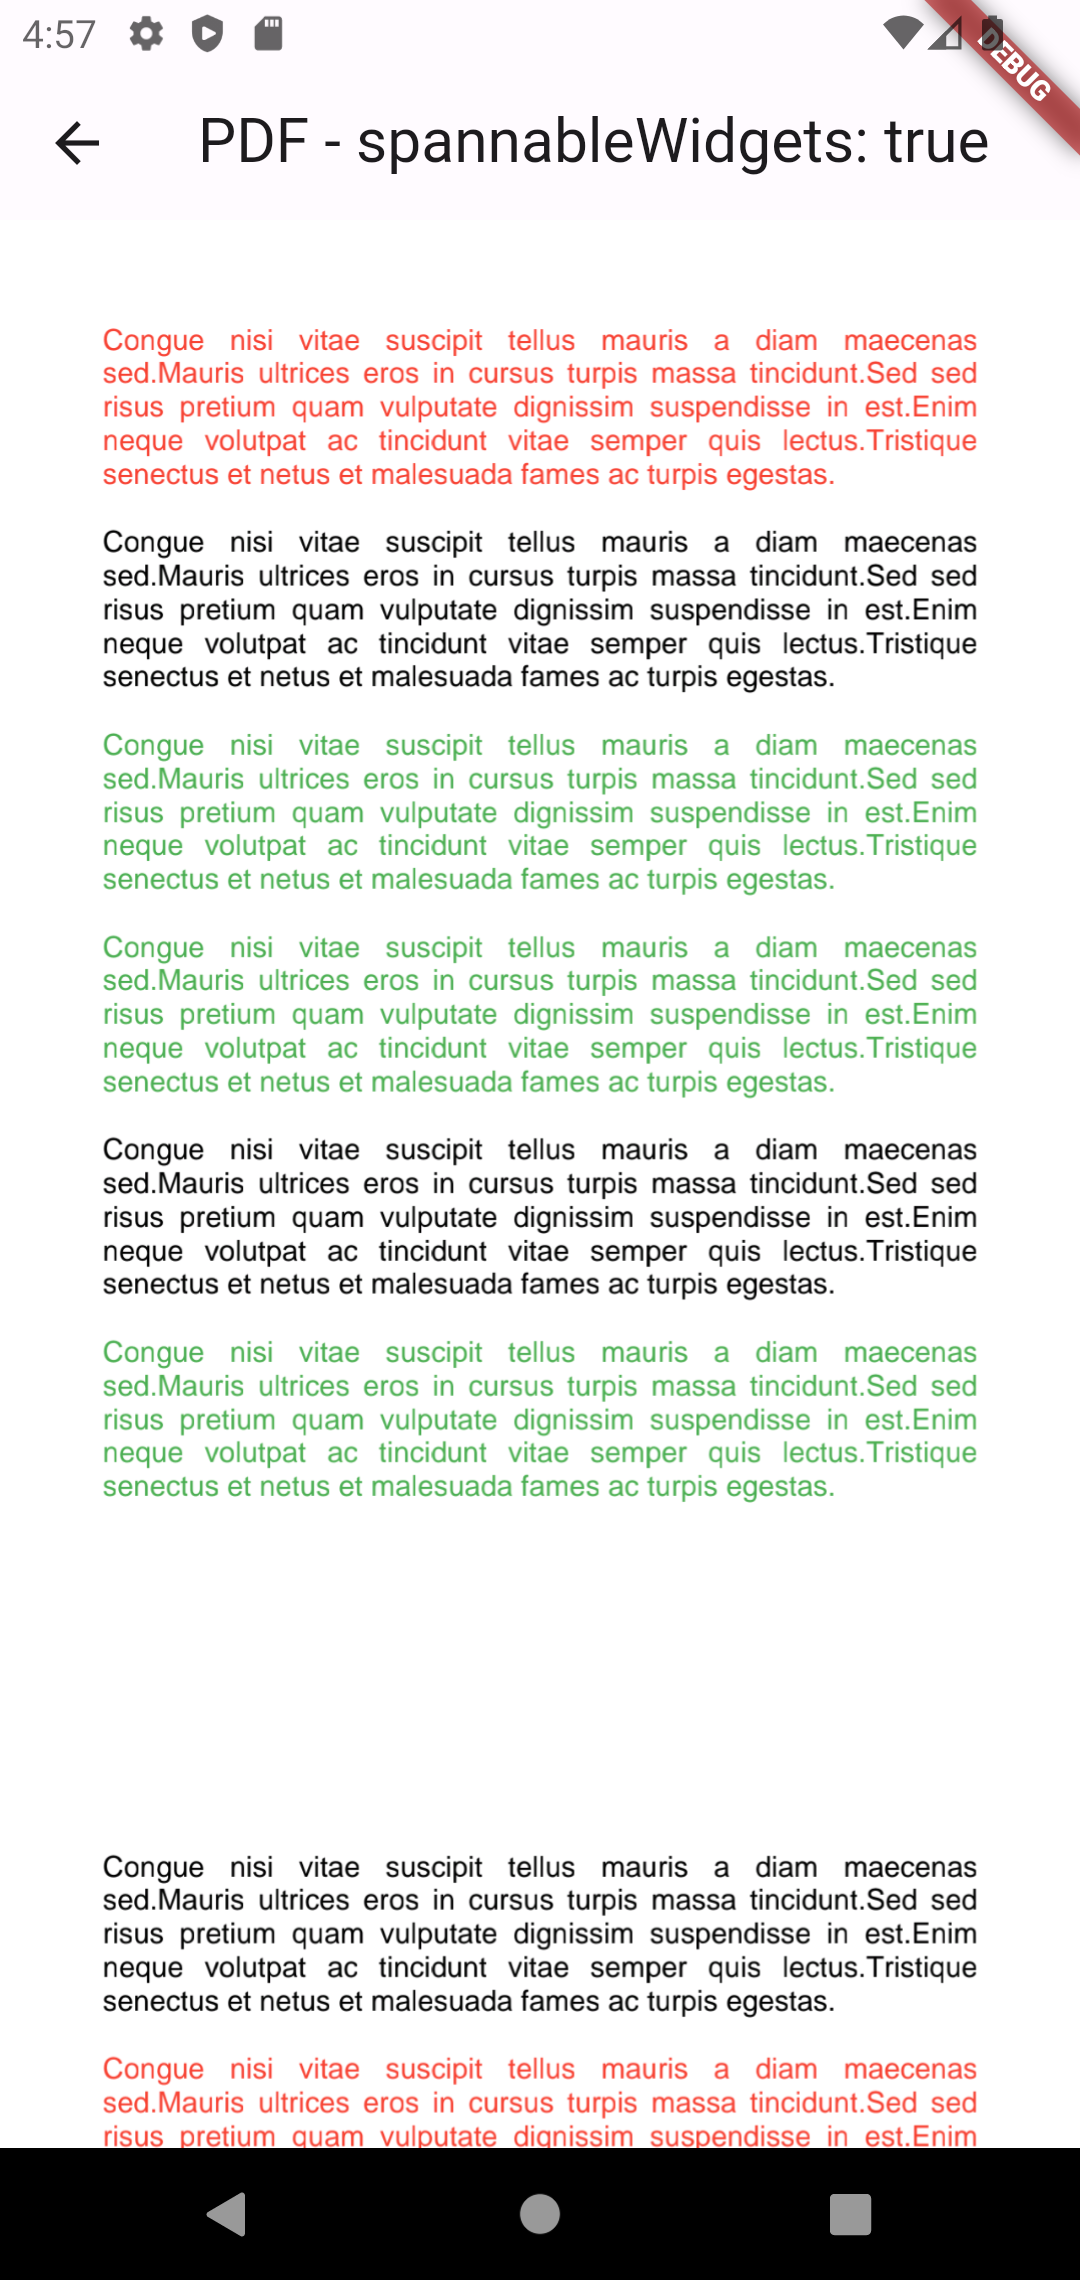 4:57
DEBUG
PDF - spannableWidgets: true
Congue nisi vitae suscipit tellus mauris a diam maecenas
sed.Mauris ultrices eros in cursus turpis massa tincidunt.Sed sed
risus pretium quam vulputate dignissim suspendisse in est.Enim
neque volutpat ac tincidunt vitae semper quis lectus.Tristique
senectus et netus et malesuada fames ac turpis egestas.
Congue nisi vitae suscipit tellus mauris a diam maecenas
sed.Mauris ultrices eros in cursus turpis massa tincidunt.Sed sed
risus pretium quam vulputate dignissim suspendisse in est.Enim
neque volutpat ac tincidunt vitae semper quis lectus.Tristique
senectus et netus et malesuada fames ac turpis egestas.
Congue nisi vitae suscipit tellus mauris a diam maecenas
sed.Mauris ultrices eros in cursus turpis massa tincidunt.Sed sed
risus pretium quam vulputate dignissim suspendisse in est.Enim
neque volutpat ac tincidunt vitae semper quis lectus.Tristique
senectus et netus et malesuada fames ac turpis egestas.
Congue nisi vitae suscipit tellus mauris a diam maecenas
sed.Mauris ultrices eros in cursus turpis massa tincidunt.Sed sed
risus pretium quam vulputate dignissim suspendisse in est.Enim
neque volutpat ac tincidunt vitae semper quis lectus.Tristique
senectus et netus et malesuada fames ac turpis egestas.
Congue nisi vitae suscipit tellus mauris a diam maecenas
sed.Mauris ultrices eros in cursus turpis massa tincidunt.Sed sed
risus pretium quam vulputate dignissim suspendisse in est.Enim
neque volutpat ac tincidunt vitae semper quis lectus.Tristique
senectus et netus et malesuada fames ac turpis egestas.
Congue nisi vitae suscipit tellus mauris a diam maecenas
sed.Mauris ultrices eros in cursus turpis massa tincidunt.Sed sed
risus pretium quam vulputate dignissim suspendisse in est.Enim
neque volutpat ac tincidunt vitae semper quis lectus.Tristique
senectus et netus et malesuada fames ac turpis egestas.
Congue nisi vitae suscipit tellus mauris a diam maecenas
sed.Mauris ultrices eros in cursus turpis massa tincidunt.Sed sed
risus pretium quam vulputate dignissim suspendisse in est.Enim
neque volutpat ac tincidunt vitae semper quis lectus.Tristique
senectus et netus et malesuada fames ac turpis egestas.
Congue nisi vitae suscipit tellus mauris a diam maecenas
sed.Mauris ultrices eros in cursus turpis massa tincidunt.Sed sed
risus pretium quam vulputate dignissim suspendisse in est.Enim